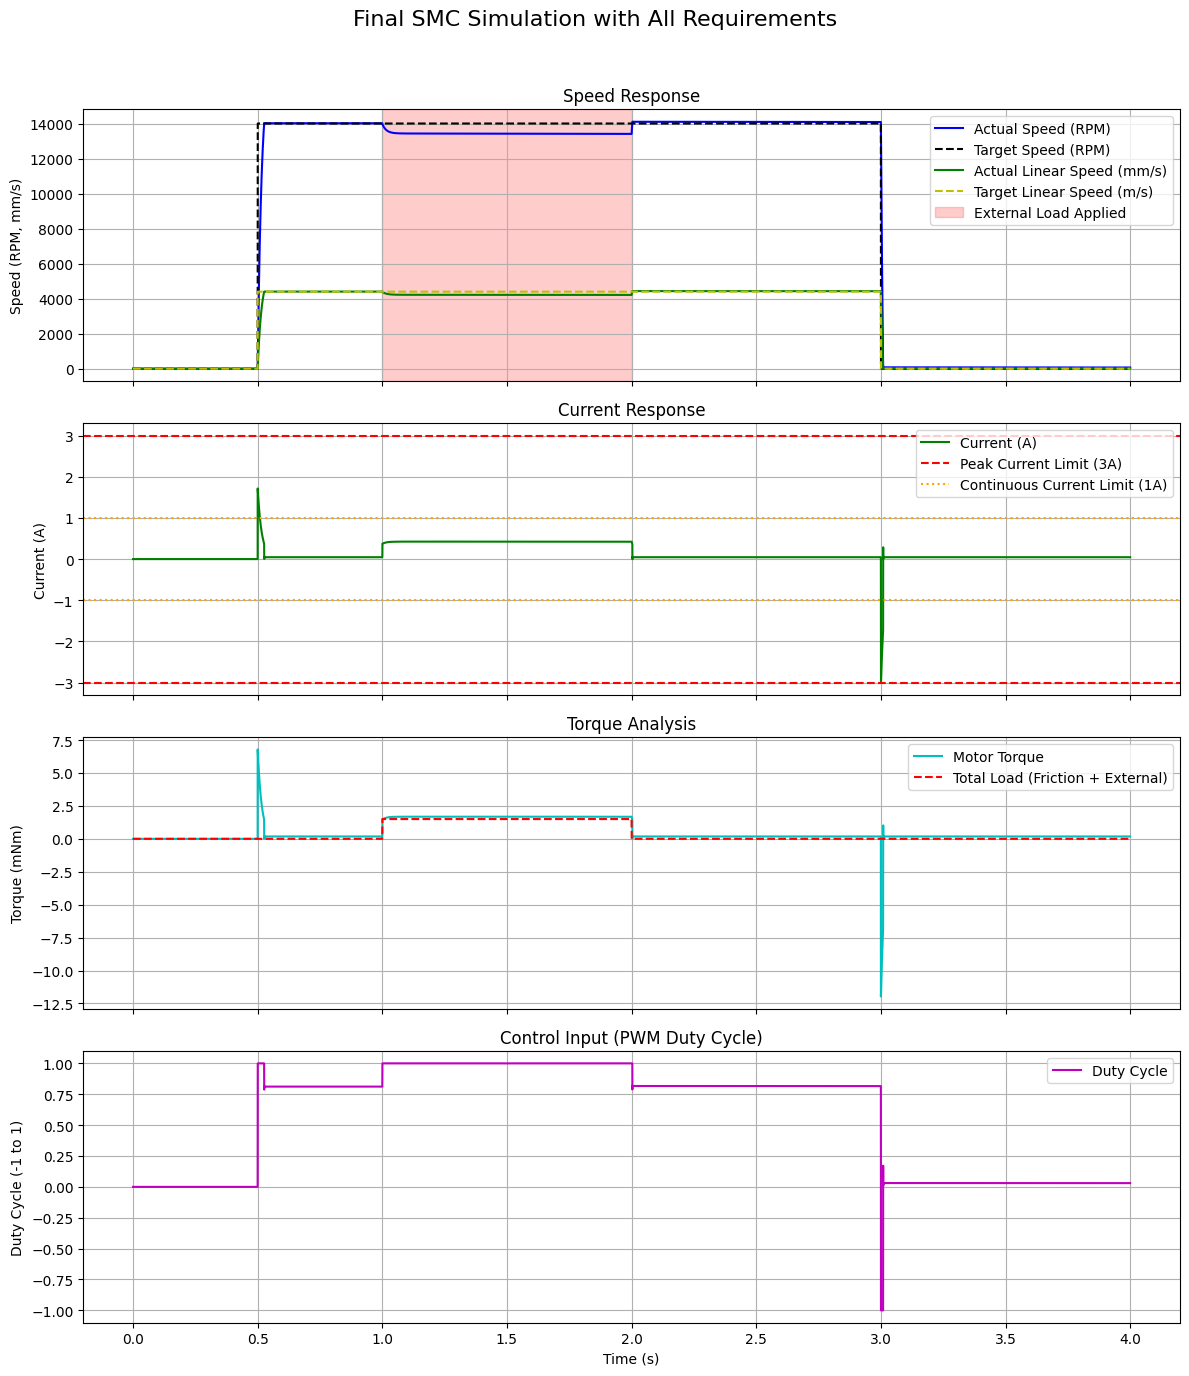 Final SMC Simulation with All Requirements
Speed Response
Speed (RPM, mm/s)
14000
12000
10000
8000
6000
4000
2000
0
Actual Speed (RPM)
Target Speed (RPM)
Actual Linear Speed (mm/s)
Target Linear Speed (m/s)
External Load Applied
Current Response
Current (A)
3
2
1
0
−1
−2
−3
Current (A)
Peak Current Limit (3A)
Continuous Current Limit (1A)
Torque Analysis
Torque (mNm)
7.5
5.0
2.5
0.0
−2.5
−5.0
−7.5
−10.0
−12.5
Motor Torque
Total Load (Friction + External)
Control Input (PWM Duty Cycle)
Duty Cycle (-1 to 1)
1.00
0.75
0.50
0.25
0.00
−0.25
−0.50
−0.75
−1.00
Duty Cycle
0.0 0.5 1.0 1.5 2.0 2.5 3.0 3.5 4.0
Time (s)